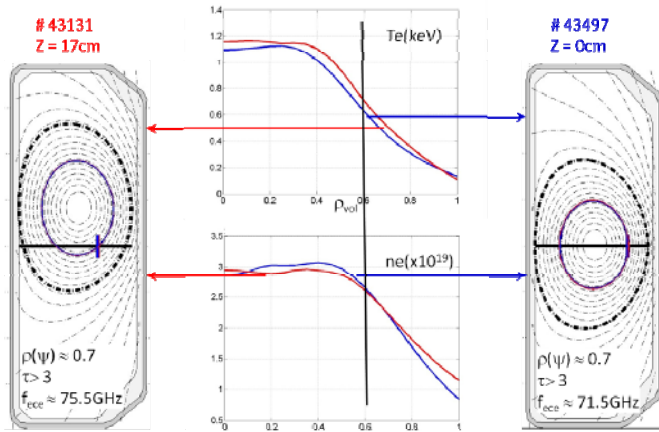 # 43131
Z = 17cm
# 43497
Z = 0cm
1.4
1.2
1
0.8
0.6
0.4
0.2
0
0
0.2
0.4
0.6
0.8
1
Te(keV)
ρvol
3.5
3
2.5
2
1.5
1
0.5
0
0
0.2
0.4
0.6
0.8
1
ne(x10¹⁹)
ρ(ψ) ≈ 0.7
τ> 3
fece ≈ 75.5GHz
ρ(ψ) ≈ 0.7
τ> 3
fece ≈ 71.5GHz